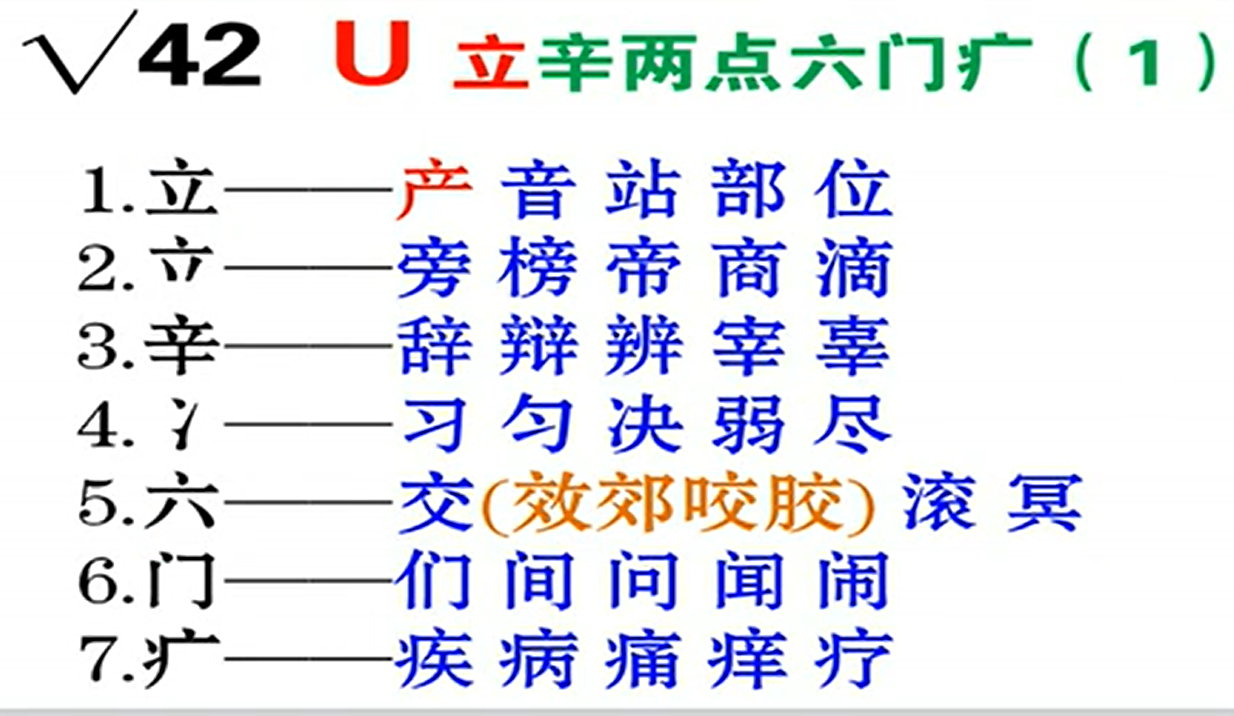 √42 U 立辛两点六门疒（1）
1.立——产 音 站 部 位
2.——旁 榜 帝 商 滴
3.辛——辞 辩 辨 宰 辜
4.冫——习 匀 决 弱 尽
5.六——交(效郊咬胶) 滚 冥
6.门——们 间 问 闻 闹
7.疒——疾 病 痛 痒 疗